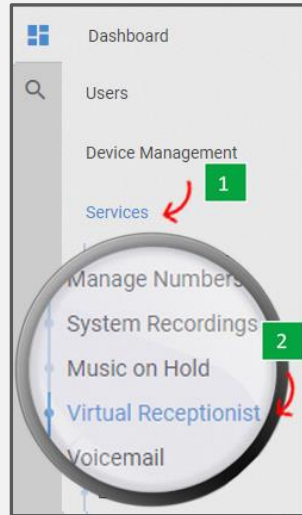 Dashboard
Users
Device Management
1
Services
Manage Numbers
System Recordings
2
Music on Hold
Virtual Receptionist
Voicemail